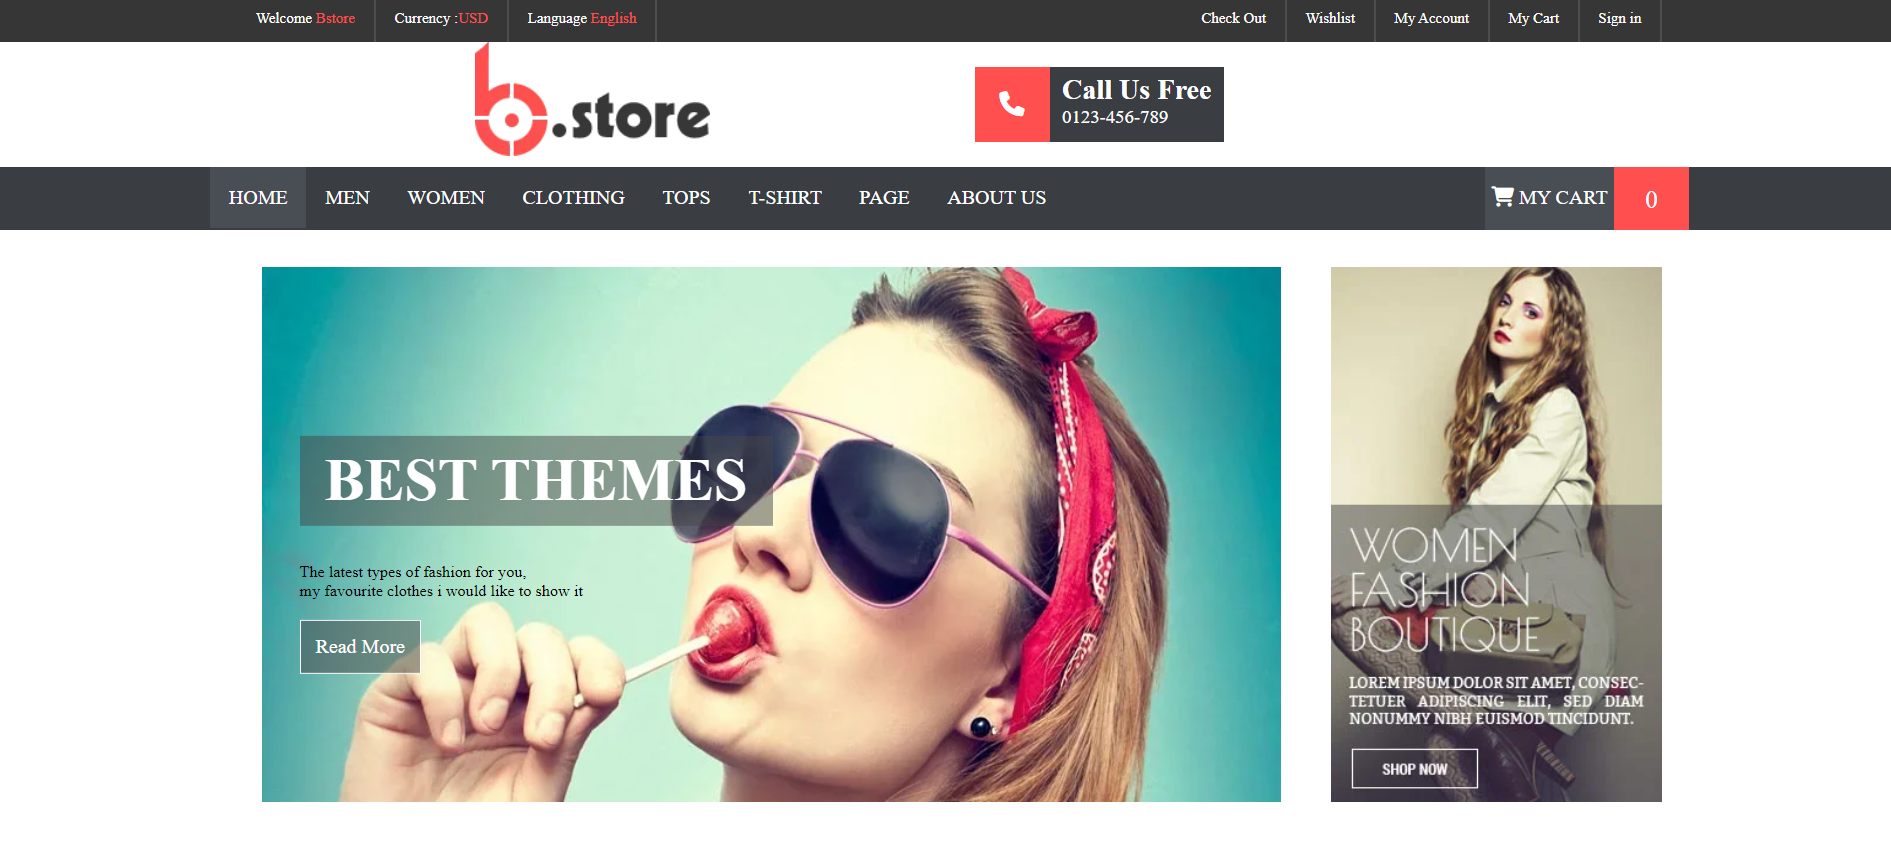 Welcome Bstore
Currency :USD
Language English
Check Out
Wishlist
My Account
My Cart
Sign in
b.store
Call Us Free
0123-456-789
HOME
MEN
WOMEN
CLOTHING
TOPS
T-SHIRT
PAGE
ABOUT US
MY CART
0
BEST THEMES
The latest types of fashion for you,
my favourite clothes i would like to show it
Read More
WOMEN
FASHION
BOUTIQUE
LOREM IPSUM DOLOR SIT AMET, CONSEC-
TETUER ADIPISCING ELIT, SED DIAM
NONUMMY NIBH EUISMOD TINCIDUNT.
SHOP NOW